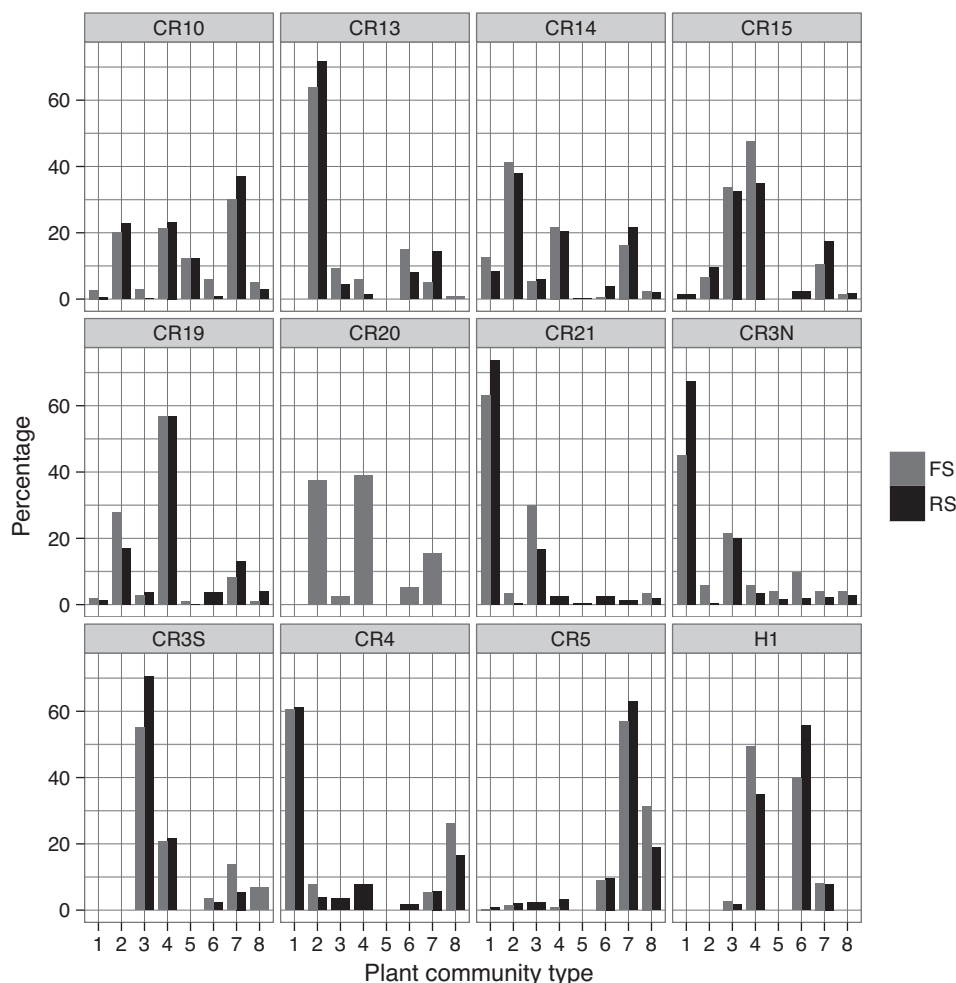 CR10 CR13 CR14 CR15
60
40
20
0
CR19 CR20 CR21 CR3N
60
40
20
0
CR3S CR4 CR5 H1
60
40
20
0
1 2 3 4 5 6 7 8 1 2 3 4 5 6 7 8 1 2 3 4 5 6 7 8 1 2 3 4 5 6 7 8
Plant community type
Percentage
FS
RS